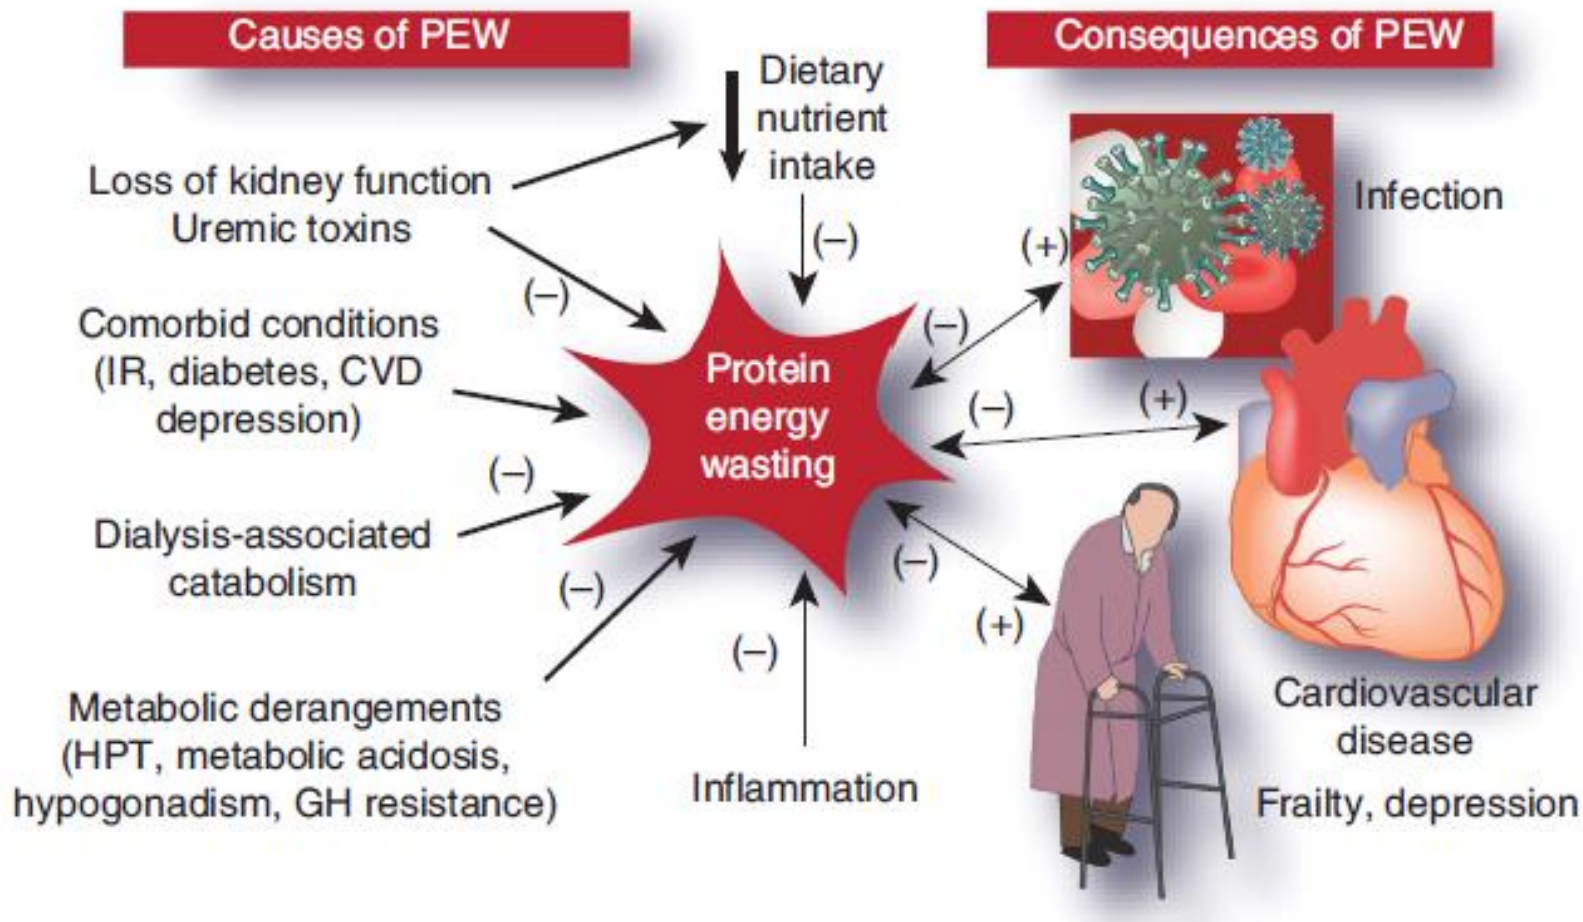 Causes of PEW
Consequences of PEW
Dietary
nutrient
intake
Loss of kidney function
Uremic toxins
(–)
(–)
Comorbid conditions
(IR, diabetes, CVD
depression)
(–)
Dialysis-associated
catabolism
(–)
Metabolic derangements
(HPT, metabolic acidosis,
hypogonadism, GH resistance)
(–)
Inflammation
Protein
energy
wasting
(–)
(+)
Infection
(–)
(+)
Cardiovascular
disease
(–)
(+)
Frailty, depression